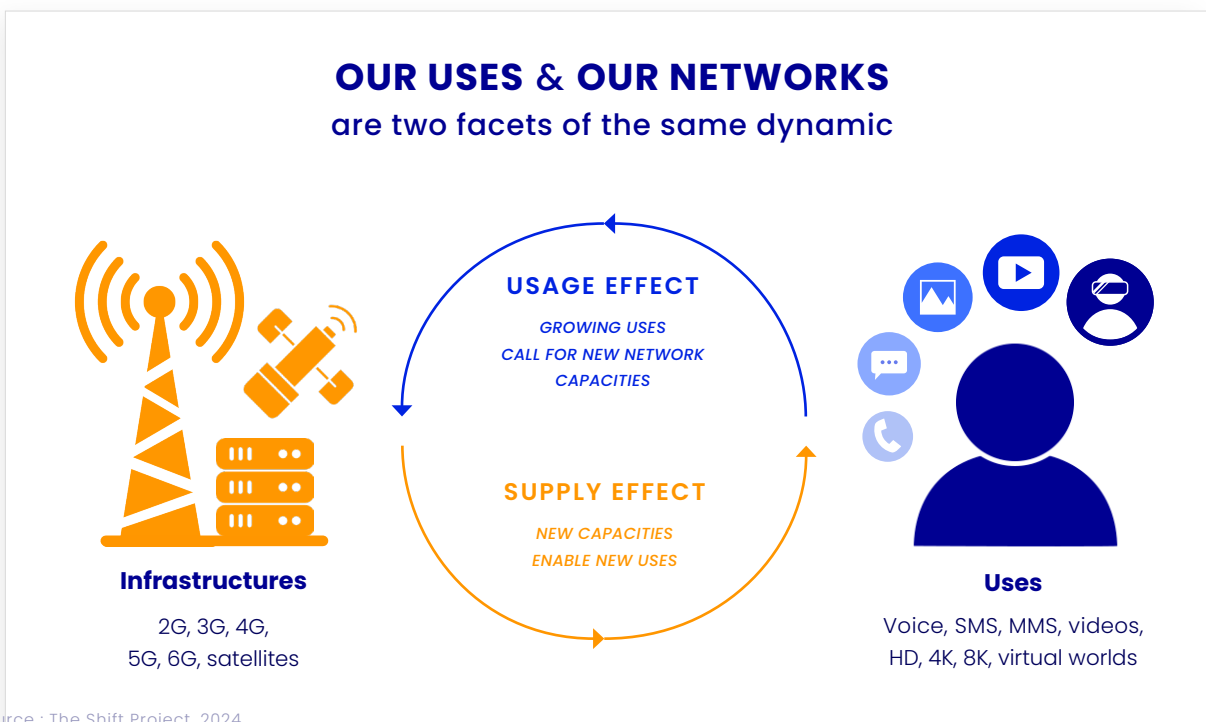 OUR USES & OUR NETWORKS
are two facets of the same dynamic
USAGE EFFECT
GROWING USES
CALL FOR NEW NETWORK
CAPACITIES
SUPPLY EFFECT
NEW CAPACITIES
ENABLE NEW USES
Infrastructures
2G, 3G, 4G,
5G, 6G, satellites
Uses
Voice, SMS, MMS, videos,
HD, 4K, 8K, virtual worlds
: The Shift Project, 2024